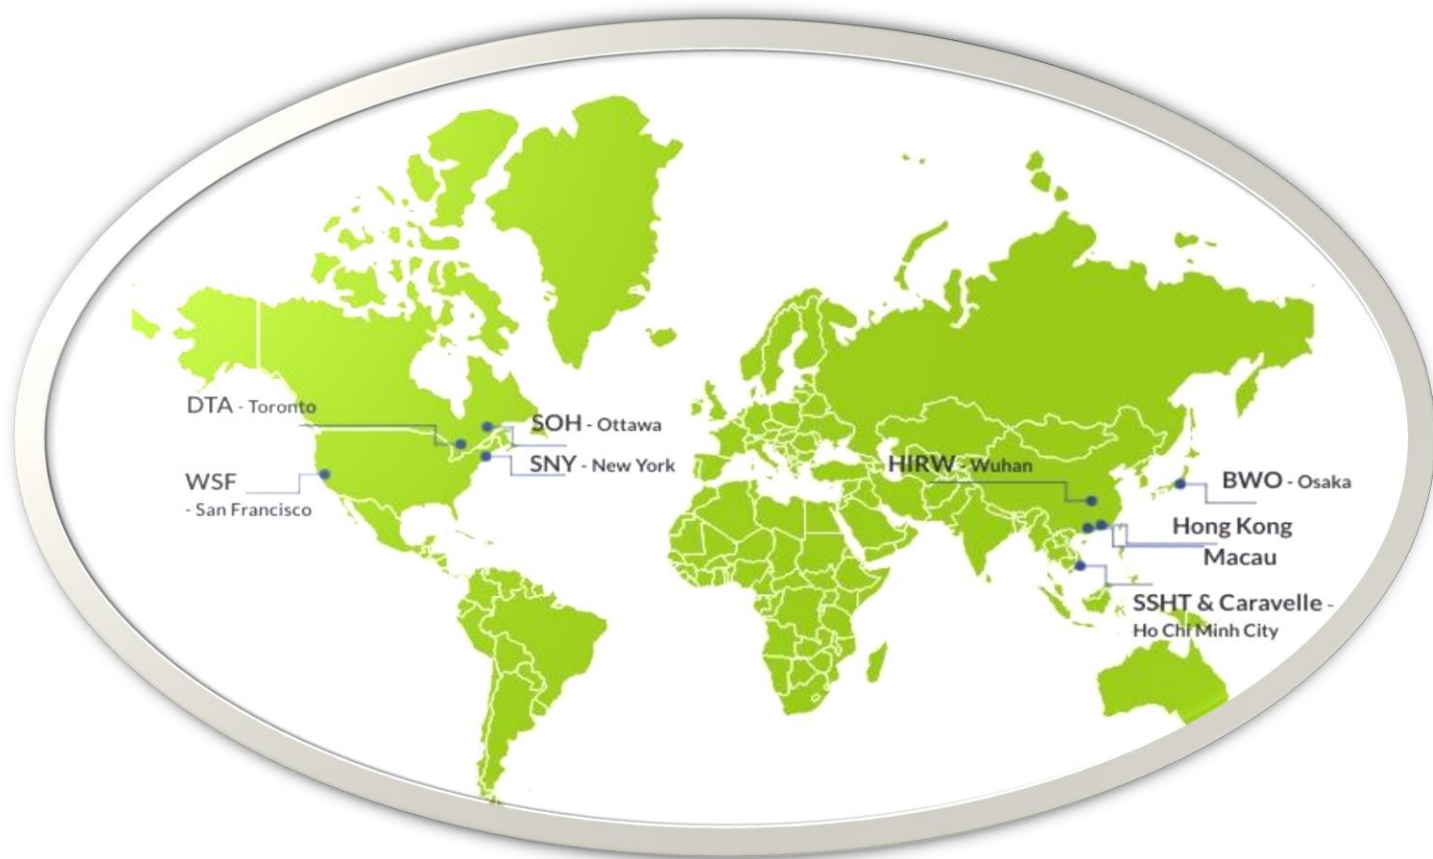 DTA - Toronto
SOH - Ottawa
SNY - New York
WSF
- San Francisco
HIRW - Wuhan
BWO - Osaka
Hong Kong
Macau
SSHT & Caravelle -
Ho Chi Minh City